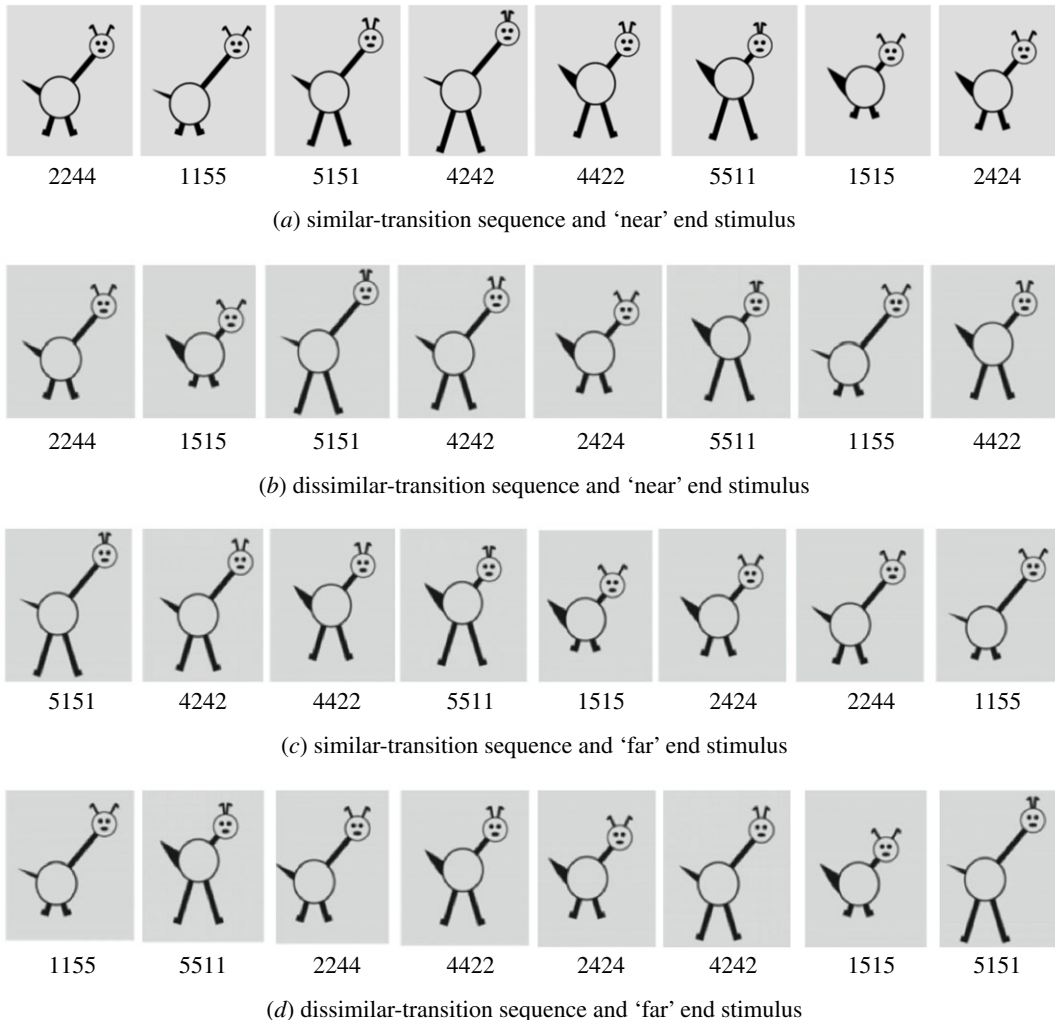 2244 1155 5151 4242 4422 5511 1515 2424
(a) similar-transition sequence and ‘near’ end stimulus
2244 1515 5151 4242 2424 5511 1155 4422
(b) dissimilar-transition sequence and ‘near’ end stimulus
5151 4242 4422 5511 1515 2424 2244 1155
(c) similar-transition sequence and ‘far’ end stimulus
1155 5511 2244 4422 2424 4242 1515 5151
(d) dissimilar-transition sequence and ‘far’ end stimulus